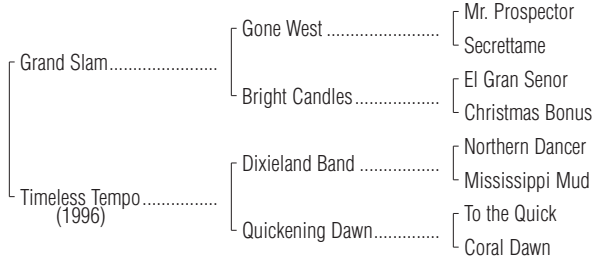 Mr. Prospector
Gone West
Secrettame
Grand Slam
El Gran Senor
Bright Candles
Christmas Bonus
Northern Dancer
Dixieland Band
Mississippi Mud
Timeless Tempo
(1996)
To the Quick
Quickening Dawn
Coral Dawn